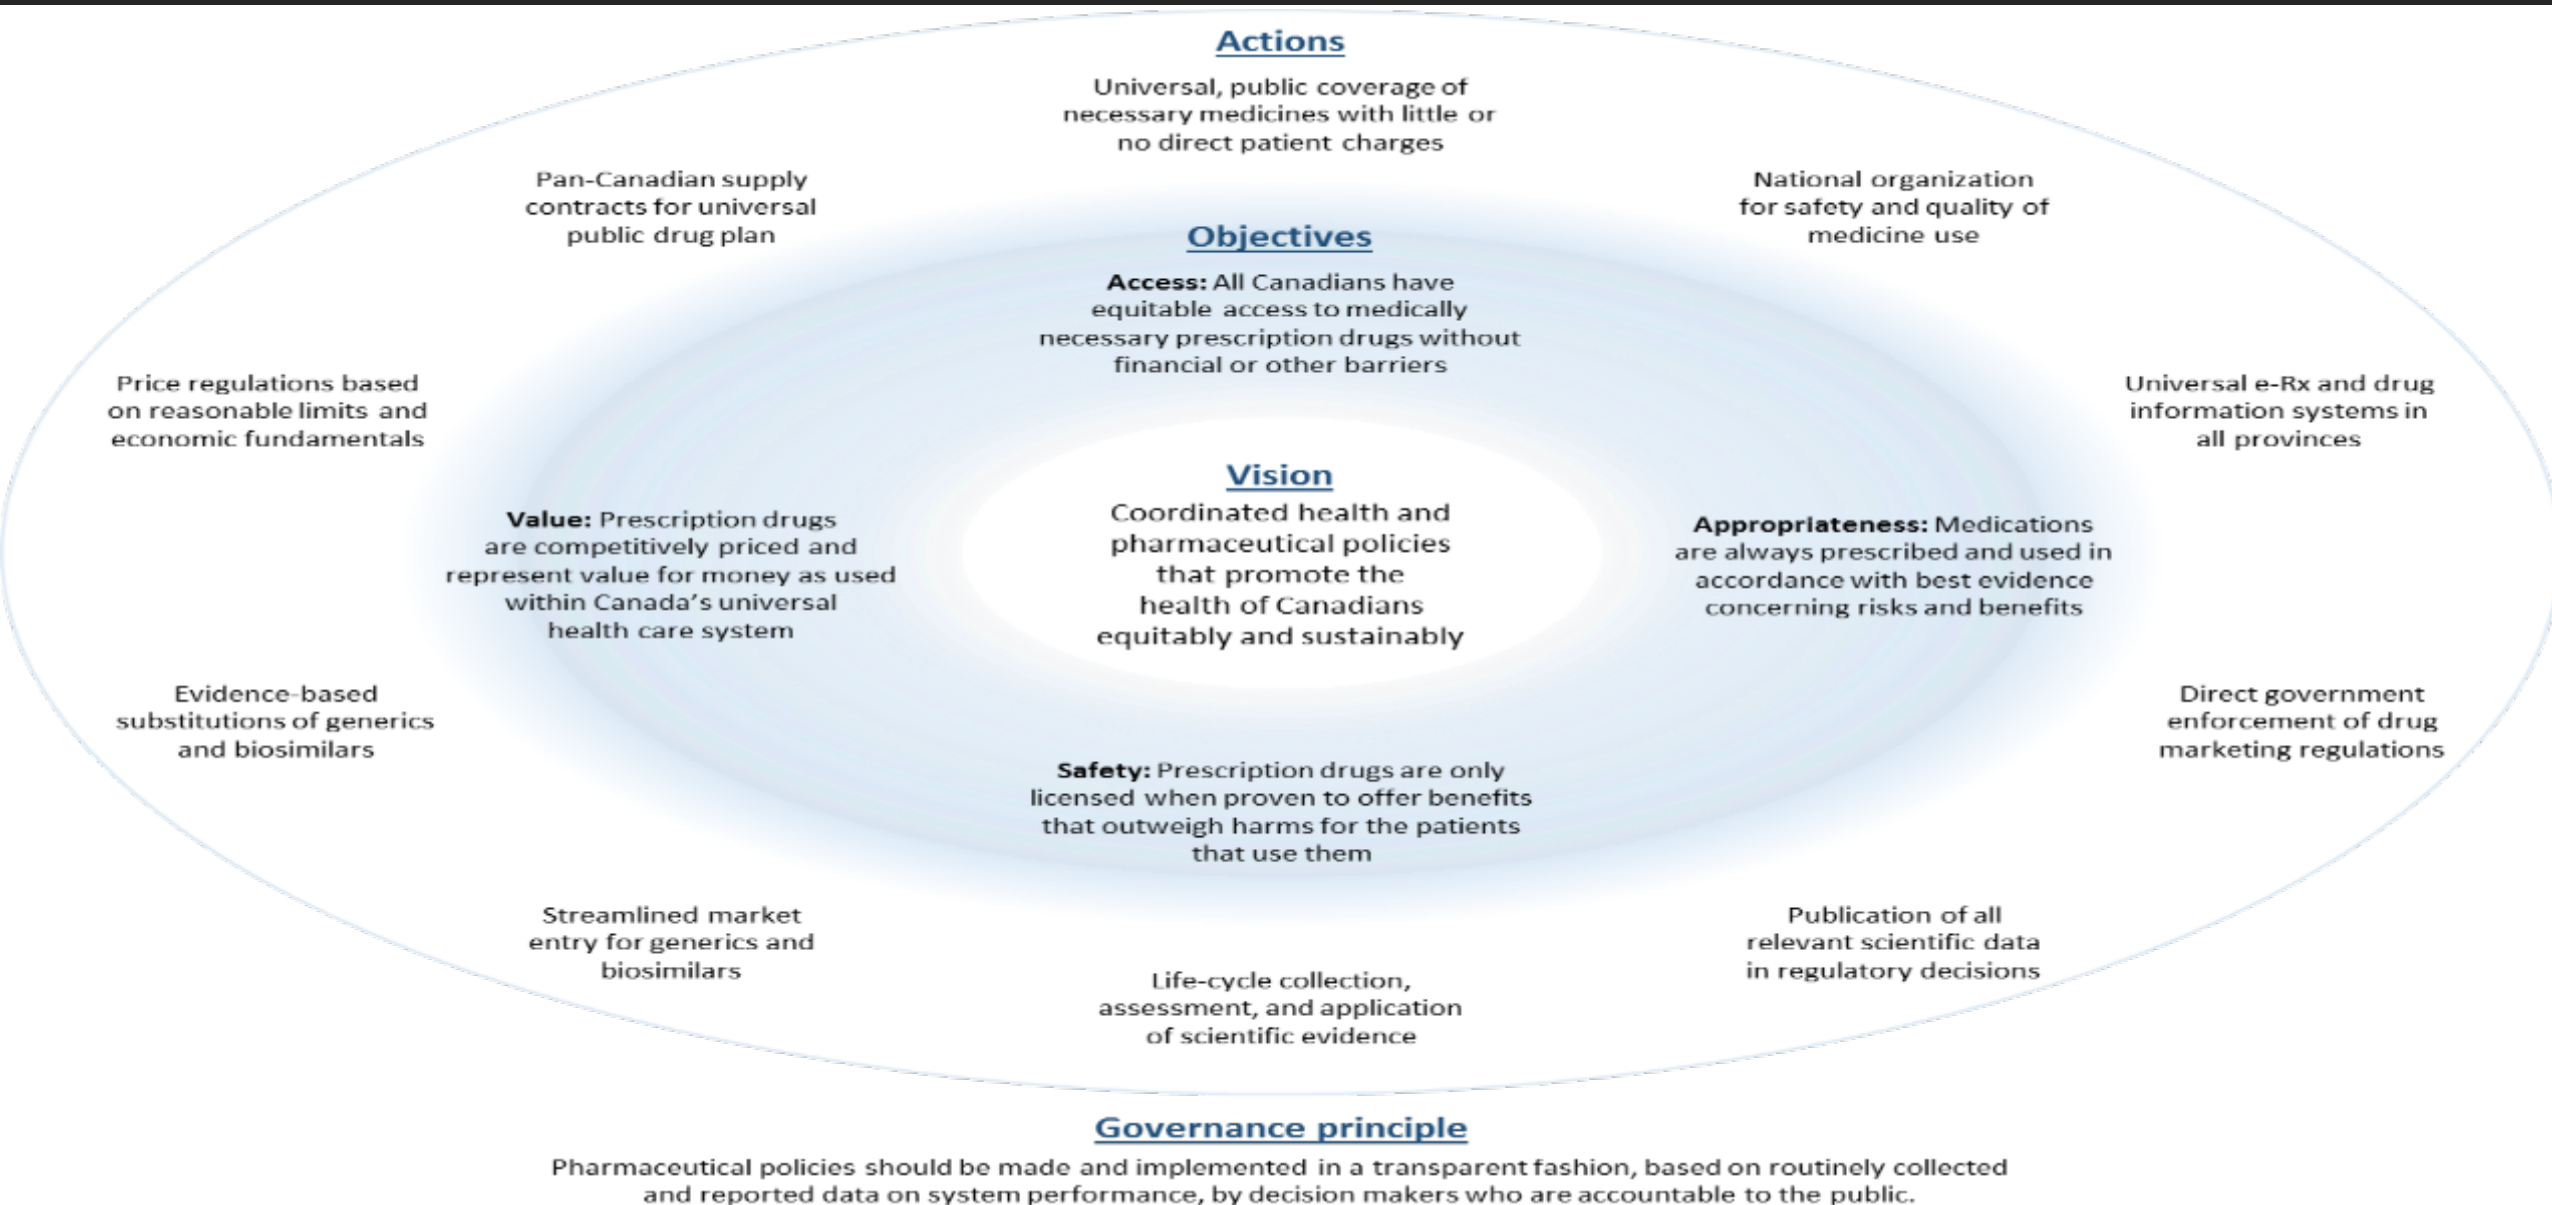 Actions
Universal, public coverage of
necessary medicines with little or
no direct patient charges
Pan-Canadian supply
contracts for universal
public drug plan
National organization
for safety and quality of
medicine use
Objectives
Access: All Canadians have
equitable access to medically
necessary prescription drugs without
financial or other barriers
Price regulations based
on reasonable limits and
economic fundamentals
Universal e-Rx and drug
information systems in
all provinces
Vision
Coordinated health and
pharmaceutical policies
that promote the
health of Canadians
equitably and sustainably
Value: Prescription drugs
are competitively priced and
represent value for money as used
within Canada's universal
health care system
Appropriateness: Medications
are always prescribed and used in
accordance with best evidence
concerning risks and benefits
Evidence-based
substitutions of generics
and biosimilars
Direct government
enforcement of drug
marketing regulations
Safety: Prescription drugs are only
licensed when proven to offer benefits
that outweigh harms for the patients
that use them
Streamlined market
entry for generics and
biosimilars
Publication of all
relevant scientific data
in regulatory decisions
Life-cycle collection,
assessment, and application
of scientific evidence
Governance principle
Pharmaceutical policies should be made and implemented in a transparent fashion, based on routinely collected
and reported data on system performance, by decision makers who are accountable to the public.